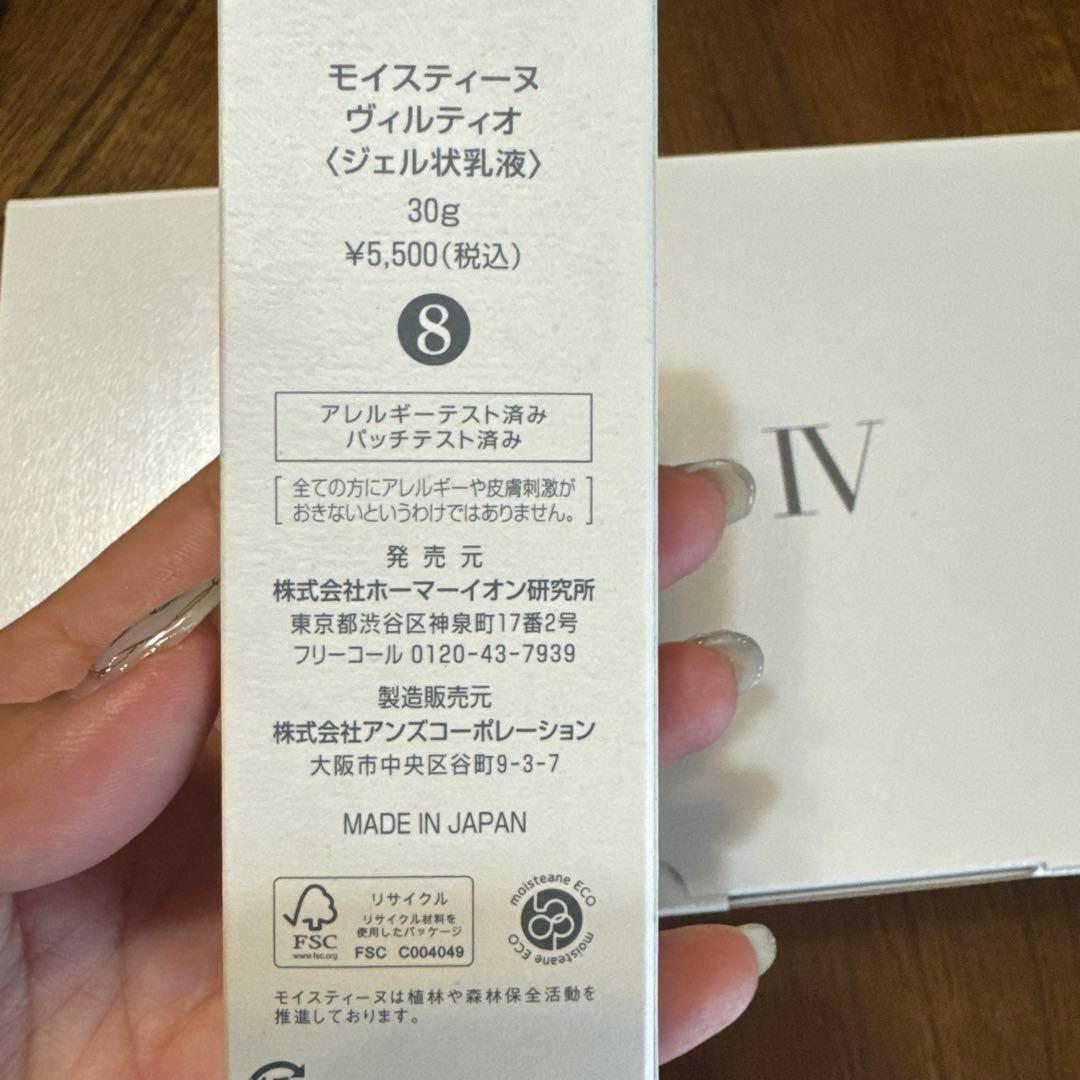 モイスティーヌ
ヴィルティオ
〈ジェル状乳液〉
30g
¥5,500(税込)
8
アレルギーテスト済み
パッチテスト済み
全ての方にアレルギーや皮膚刺激が
おきないというわけではありません。
発売元
株式会社ホーマーイオン研究所
東京都渋谷区神泉町17番2号
フリーコール 0120-43-7939
製造販売元
株式会社アンズコーポレーション
大阪市中央区谷町9-3-7
MADE IN JAPAN
リサイクル
リサイクル材料を
使用したパッケージ
FSC
www.fsc.org
FSC C004049
moisteane ECO
moisteane ECO
モイスティーヌは植林や森林保全活動を
推進しております。
IV